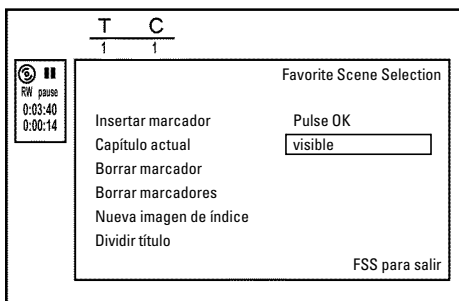 T C
1 1
RW pause
0:03:40
0:00:14
Favorite Scene Selection
Insertar marcador Pulse OK
Capítulo actual visible
Borrar marcador
Borrar marcadores
Nueva imagen de índice
Dividir título
FSS para salir